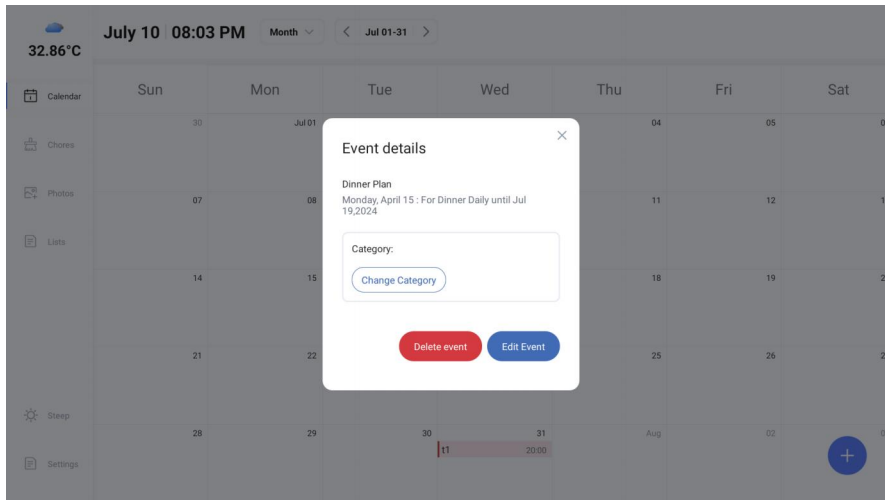 32.86°C
July 10 08:03 PM
Month
Jul 01-31
Calendar
Chores
Photos
Lists
Steep
Settings
Sun Mon Tue Wed Thu Fri Sat
30 Jul 01 04 05
07 08 11 12
14 15 18 19
21 22 25 26
28 29 30 31 Aug 02
t1 20:00
Event details
Dinner Plan
Monday, April 15 : For Dinner Daily until Jul
19,2024
Category:
Change Category
Delete event Edit Event